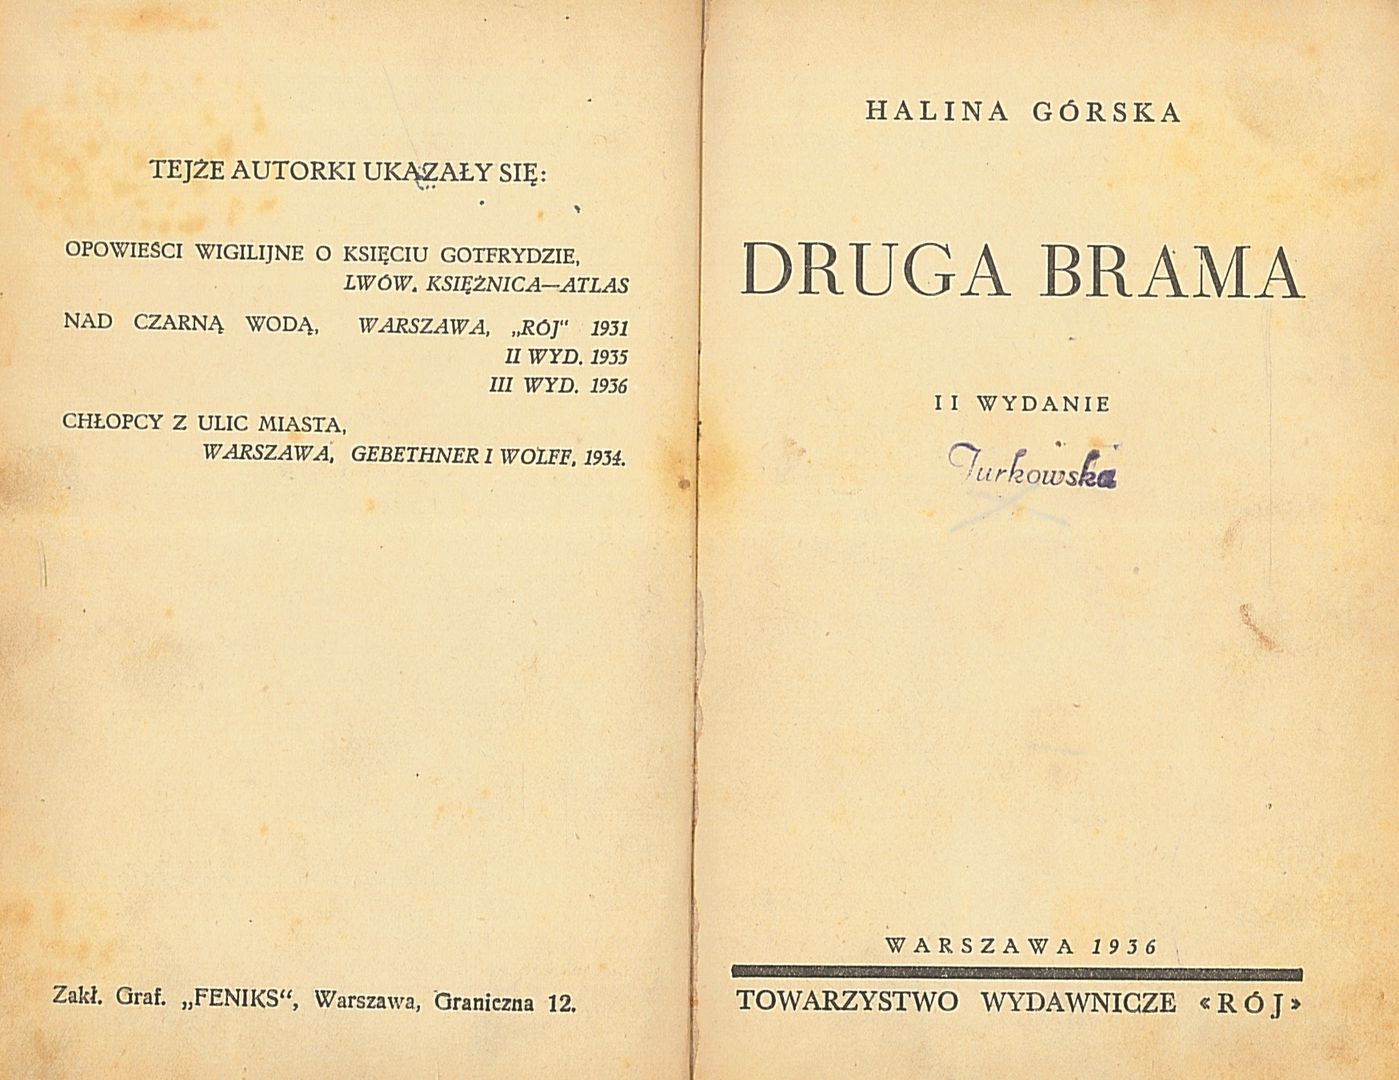 TEJŻE AUTORKI UKAZAŁY SIĘ:
OPOWIEŚCI WIGILIJNE O KSIĘCIU GOTFRYDZIE,
LWÓW. KSIĘŻNICA—ATLAS
NAD CZARNĄ WODĄ, WARSZAWA, „RÓJ" 1931
II WYD. 1935
III WYD. 1936
CHŁOPCY Z ULIC MIASTA,
WARSZAWA, GEBETHNER I WOLFF, 1934.
Zakł. Graf. „FENIKS“, Warszawa, Graniczna 12.
HALINA GÓRSKA
DRUGA BRAMA
II WYDANIE
Turkowska
WARSZAWA 1936
TOWARZYSTWO WYDAWNICZE «RÓJ»